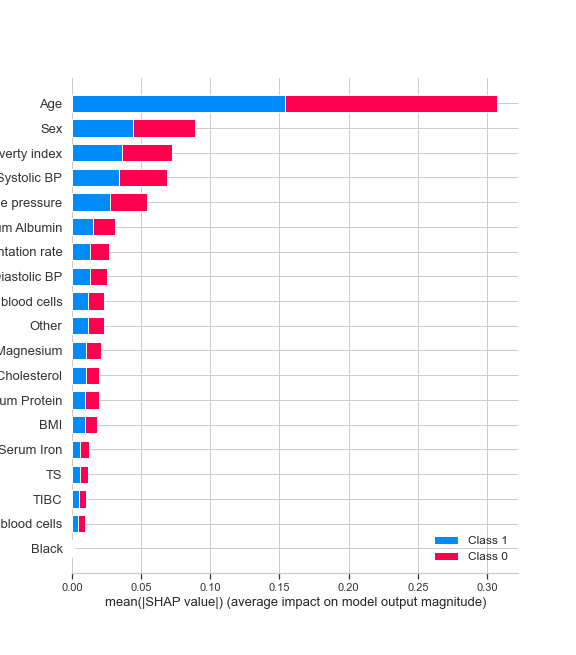 Age
Sex
verty index
Systolic BP
e pressure
um Albumin
ntation rate
Diastolic BP
blood cells
Other
Magnesium
Cholesterol
um Protein
BMI
Serum Iron
TS
TIBC
blood cells
Black
Class 1
Class 0
0.00 0.05 0.10 0.15 0.20 0.25 0.30
mean(|SHAP value|) (average impact on model output magnitude)